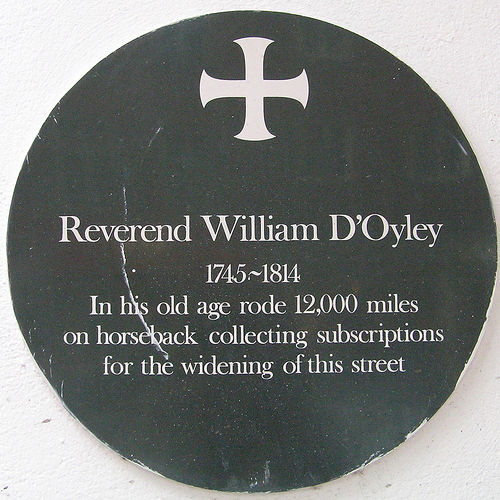 Reverend William D'Oyley
1745~1814
In his old age rode 12,000 miles
on horseback collecting subscriptions
for the widening of this street